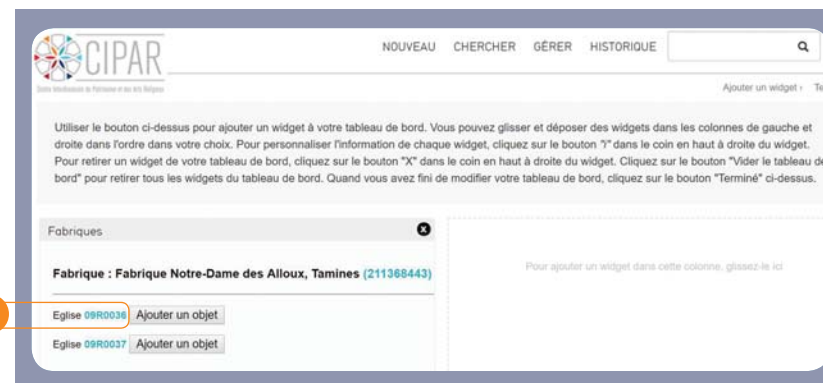 CIPAR
NOUVEAU CHERCHER GÉRER HISTORIQUE
Ajouter un widget ›
Utiliser le bouton ci-dessus pour ajouter un widget à votre tableau de bord. Vous pouvez glisser et déposer des widgets dans les colonnes de gauche et
droite dans l'ordre dans votre choix. Pour personnaliser l'information de chaque widget, cliquez sur le bouton "i" dans le coin en haut à droite du widget.
Pour retirer un widget de votre tableau de bord, cliquez sur le bouton "X" dans le coin en haut à droite du widget. Cliquez sur le bouton "Vider le tableau de
bord" pour retirer tous les widgets du tableau de bord. Quand vous avez fini de modifier votre tableau de bord, cliquez sur le bouton "Terminé" ci-dessus.
Fabriques
Fabrique : Fabrique Notre-Dame des Alloux, Tamines (211368443)
Pour ajouter un widget dans cette colonne, glissez-le ici
Eglise 09R0036 Ajouter un objet
Eglise 09R0037 Ajouter un objet